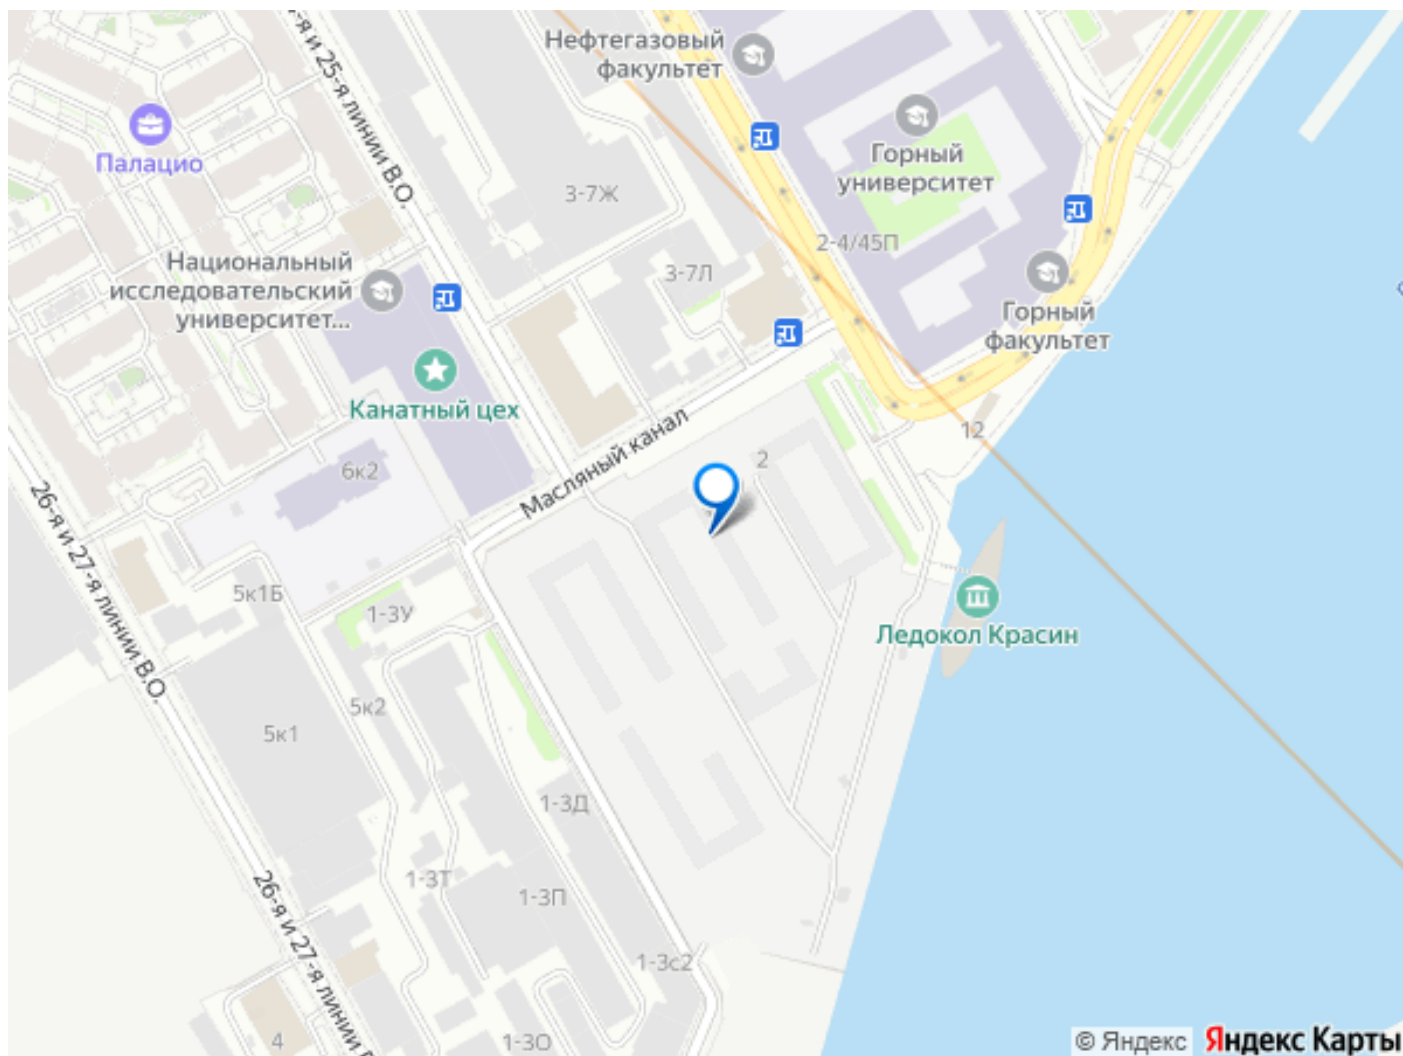 Нефтегазовый
факультет
-я и 25-я линии В.О.
Палацио
Горный
университет
3-7Ж
2-4/45П
Национальный
исследовательский
университет...
3-7Л
Горный
факультет
Канатный цех
Масляный канал
12
2
6к2
26-я и 27-я линии В.О.
5к1Б
1-3У
Ледокол Красин
5к2
5к1
1-3Д
1-3Т
1-3П
26-я и 27-я линии
1-3с2
4
1-3О
© Яндекс Яндекс Карты